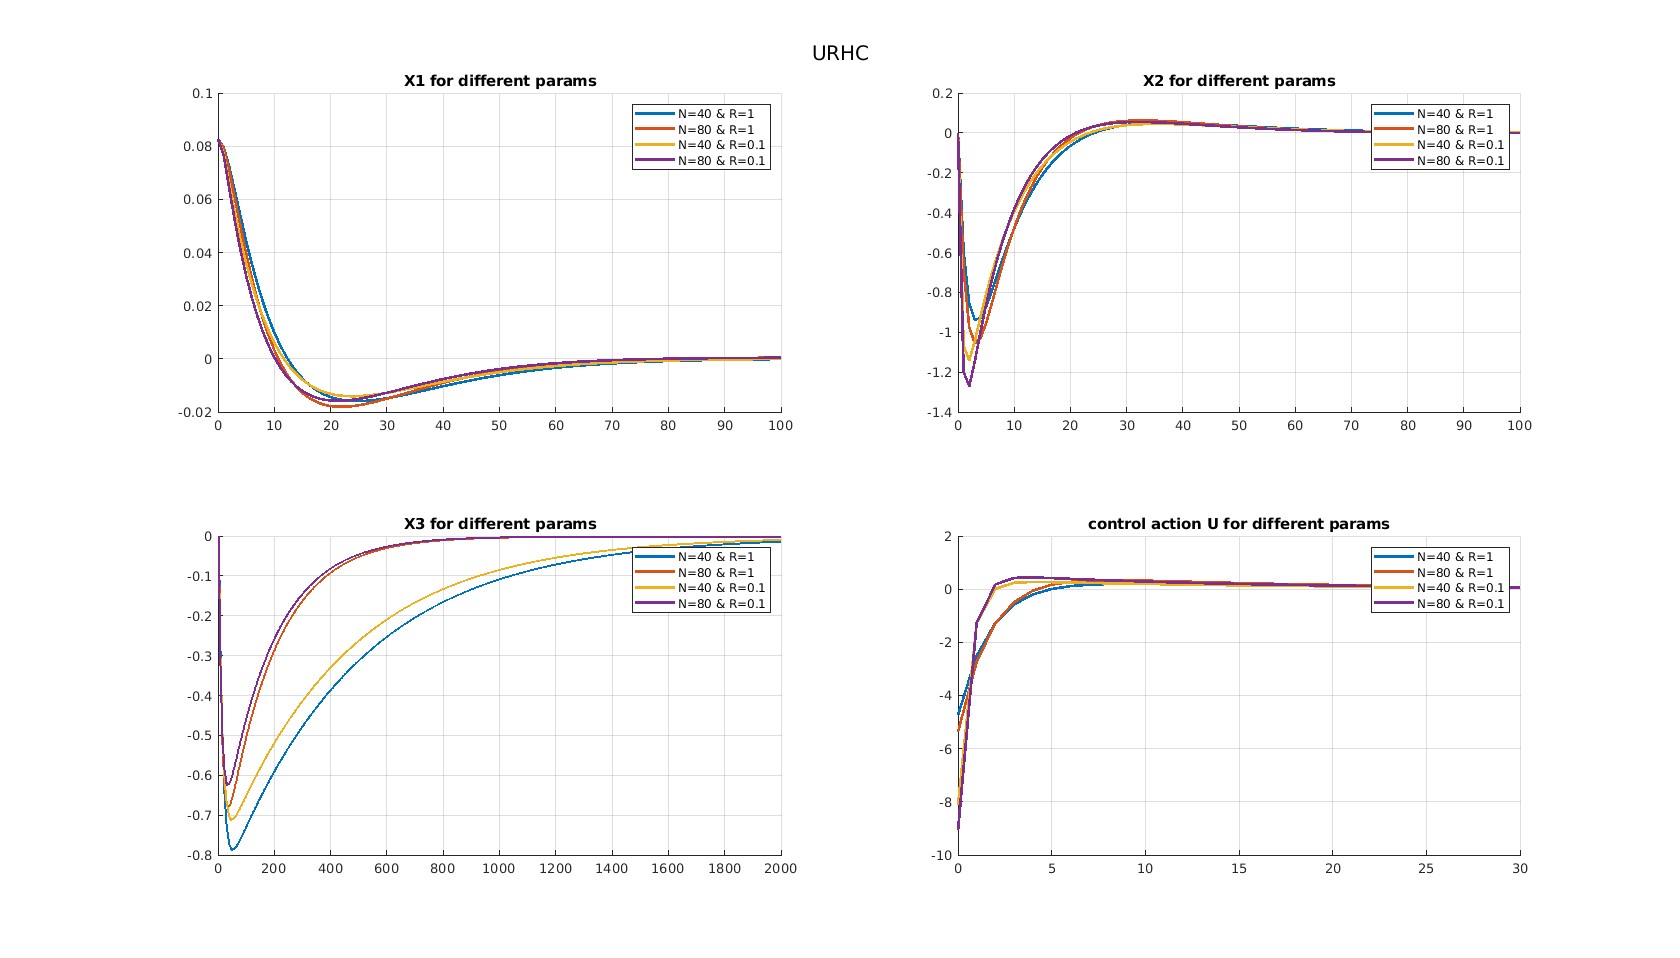 URHC
X1 for different params
0.1
0.08
0.06
0.04
0.02
0
-0.02
0 10 20 30 40 50 60 70 80 90 100
N=40 & R=1
N=80 & R=1
N=40 & R=0.1
N=80 & R=0.1
X2 for different params
0.2
0
-0.2
-0.4
-0.6
-0.8
-1
-1.2
-1.4
0 10 20 30 40 50 60 70 80 90 100
N=40 & R=1
N=80 & R=1
N=40 & R=0.1
N=80 & R=0.1
X3 for different params
0
-0.1
-0.2
-0.3
-0.4
-0.5
-0.6
-0.7
-0.8
0 200 400 600 800 1000 1200 1400 1600 1800 2000
N=40 & R=1
N=80 & R=1
N=40 & R=0.1
N=80 & R=0.1
control action U for different params
2
0
-2
-4
-6
-8
-10
0 5 10 15 20 25 30
N=40 & R=1
N=80 & R=1
N=40 & R=0.1
N=80 & R=0.1